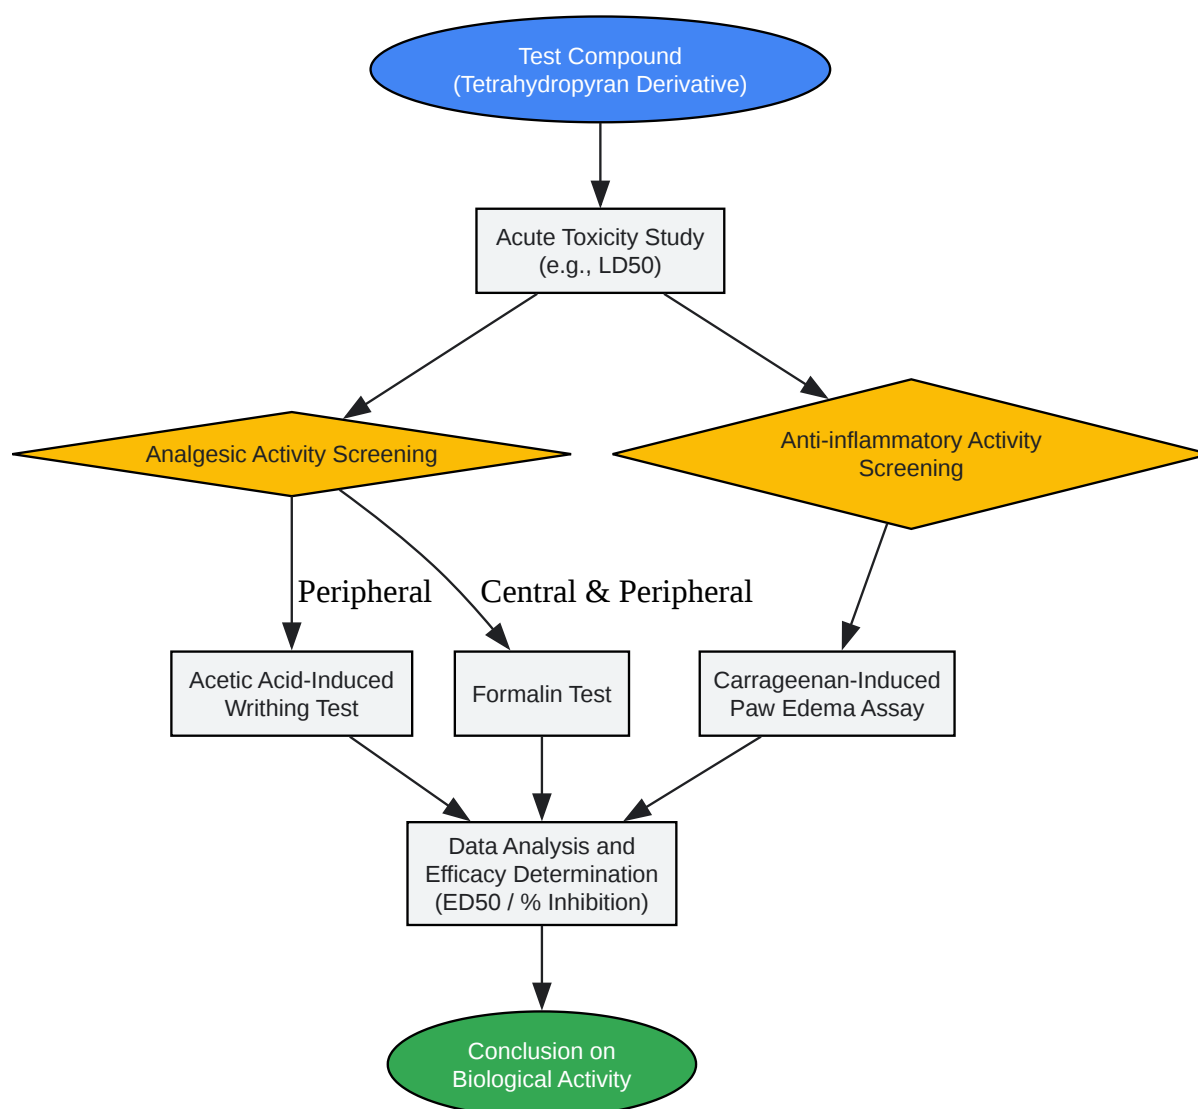 Test Compound
(Tetrahydropyran Derivative)
Acute Toxicity Study
(e.g., LD50)
Analgesic Activity Screening
Anti-inflammatory Activity
Screening
Peripheral
Central & Peripheral
Acetic Acid-Induced
Writhing Test
Formalin Test
Carrageenan-Induced
Paw Edema Assay
Data Analysis and
Efficacy Determination
(ED50 / % Inhibition)
Conclusion on
Biological Activity